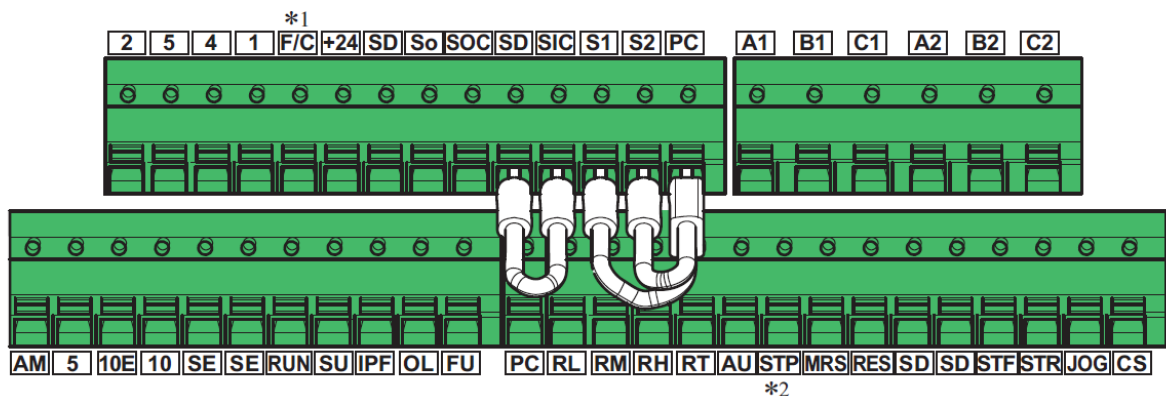 *1
2 5 4 1 F/C +24 SD So SOC SD SIC S1 S2 PC A1 B1 C1 A2 B2 C2
AM 5 10E 10 SE SE RUN SU IPF OL FU PC RL RM RH RT AU STP MRS RES SD SD STF STR JOG CS
*2